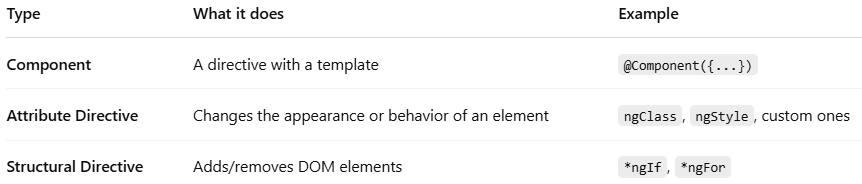 Type What it does Example
Component A directive with a template @Component({...})
Attribute Directive Changes the appearance or behavior of an element ngClass, ngStyle, custom ones
Structural Directive Adds/removes DOM elements *ngIf, *ngFor